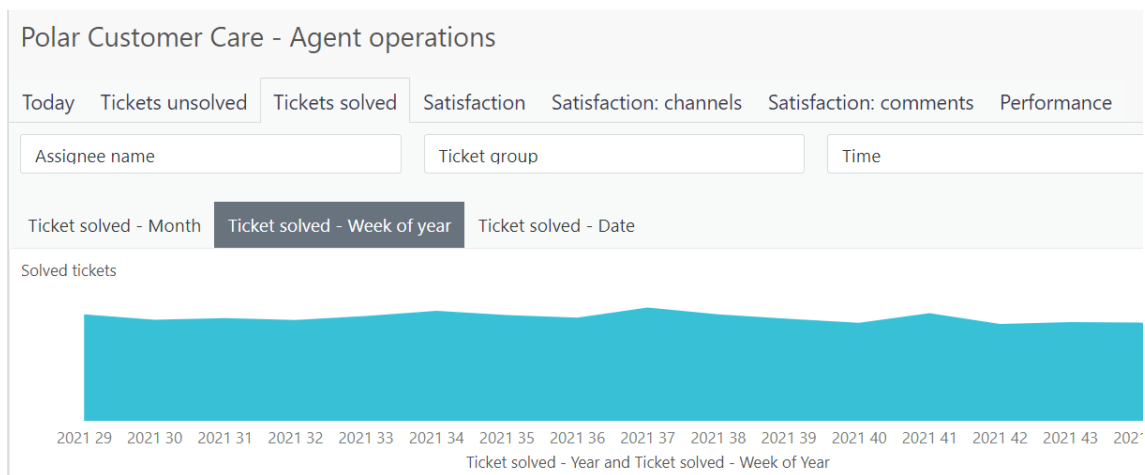 Polar Customer Care - Agent operations
Today Tickets unsolved Tickets solved Satisfaction Satisfaction: channels Satisfaction: comments Performance
Assignee name Ticket group Time
Ticket solved - Month Ticket solved - Week of year Ticket solved - Date
Solved tickets
2021 29 2021 30 2021 31 2021 32 2021 33 2021 34 2021 35 2021 36 2021 37 2021 38 2021 39 2021 40 2021 41 2021 42 2021 43 2021
Ticket solved - Year and Ticket solved - Week of Year